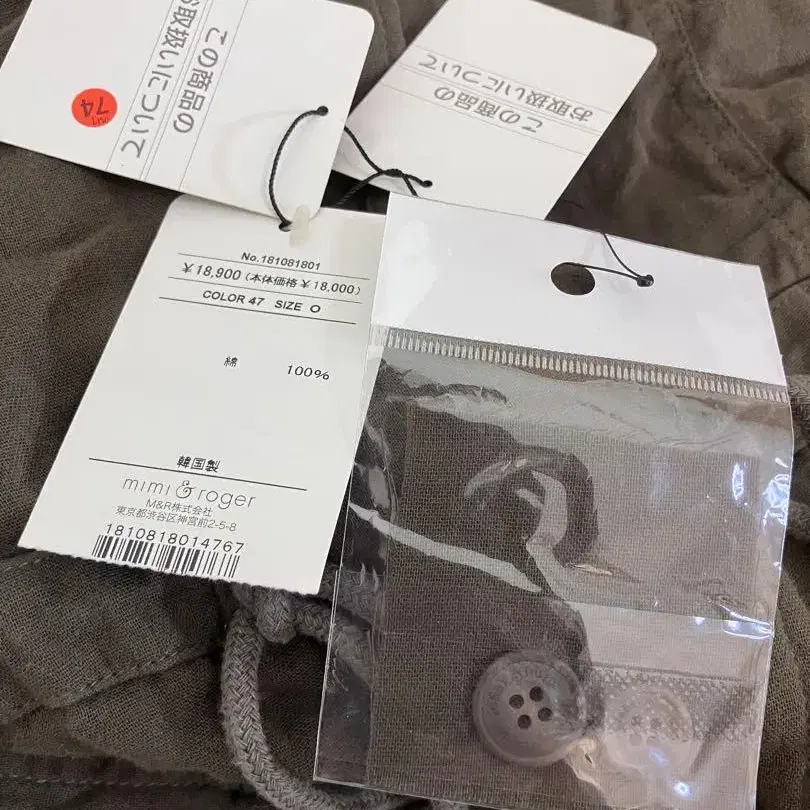 この商品の
お取扱いについて
74
この商品の
お取扱いについて
No.181081801
¥18,900(本体価格¥18,000)
COLOR 47 SIZE O
綿 100%
韓国製
mimi & roger
M&R株式会社
東京都渋谷区神宮前2-5-8
1810818014767